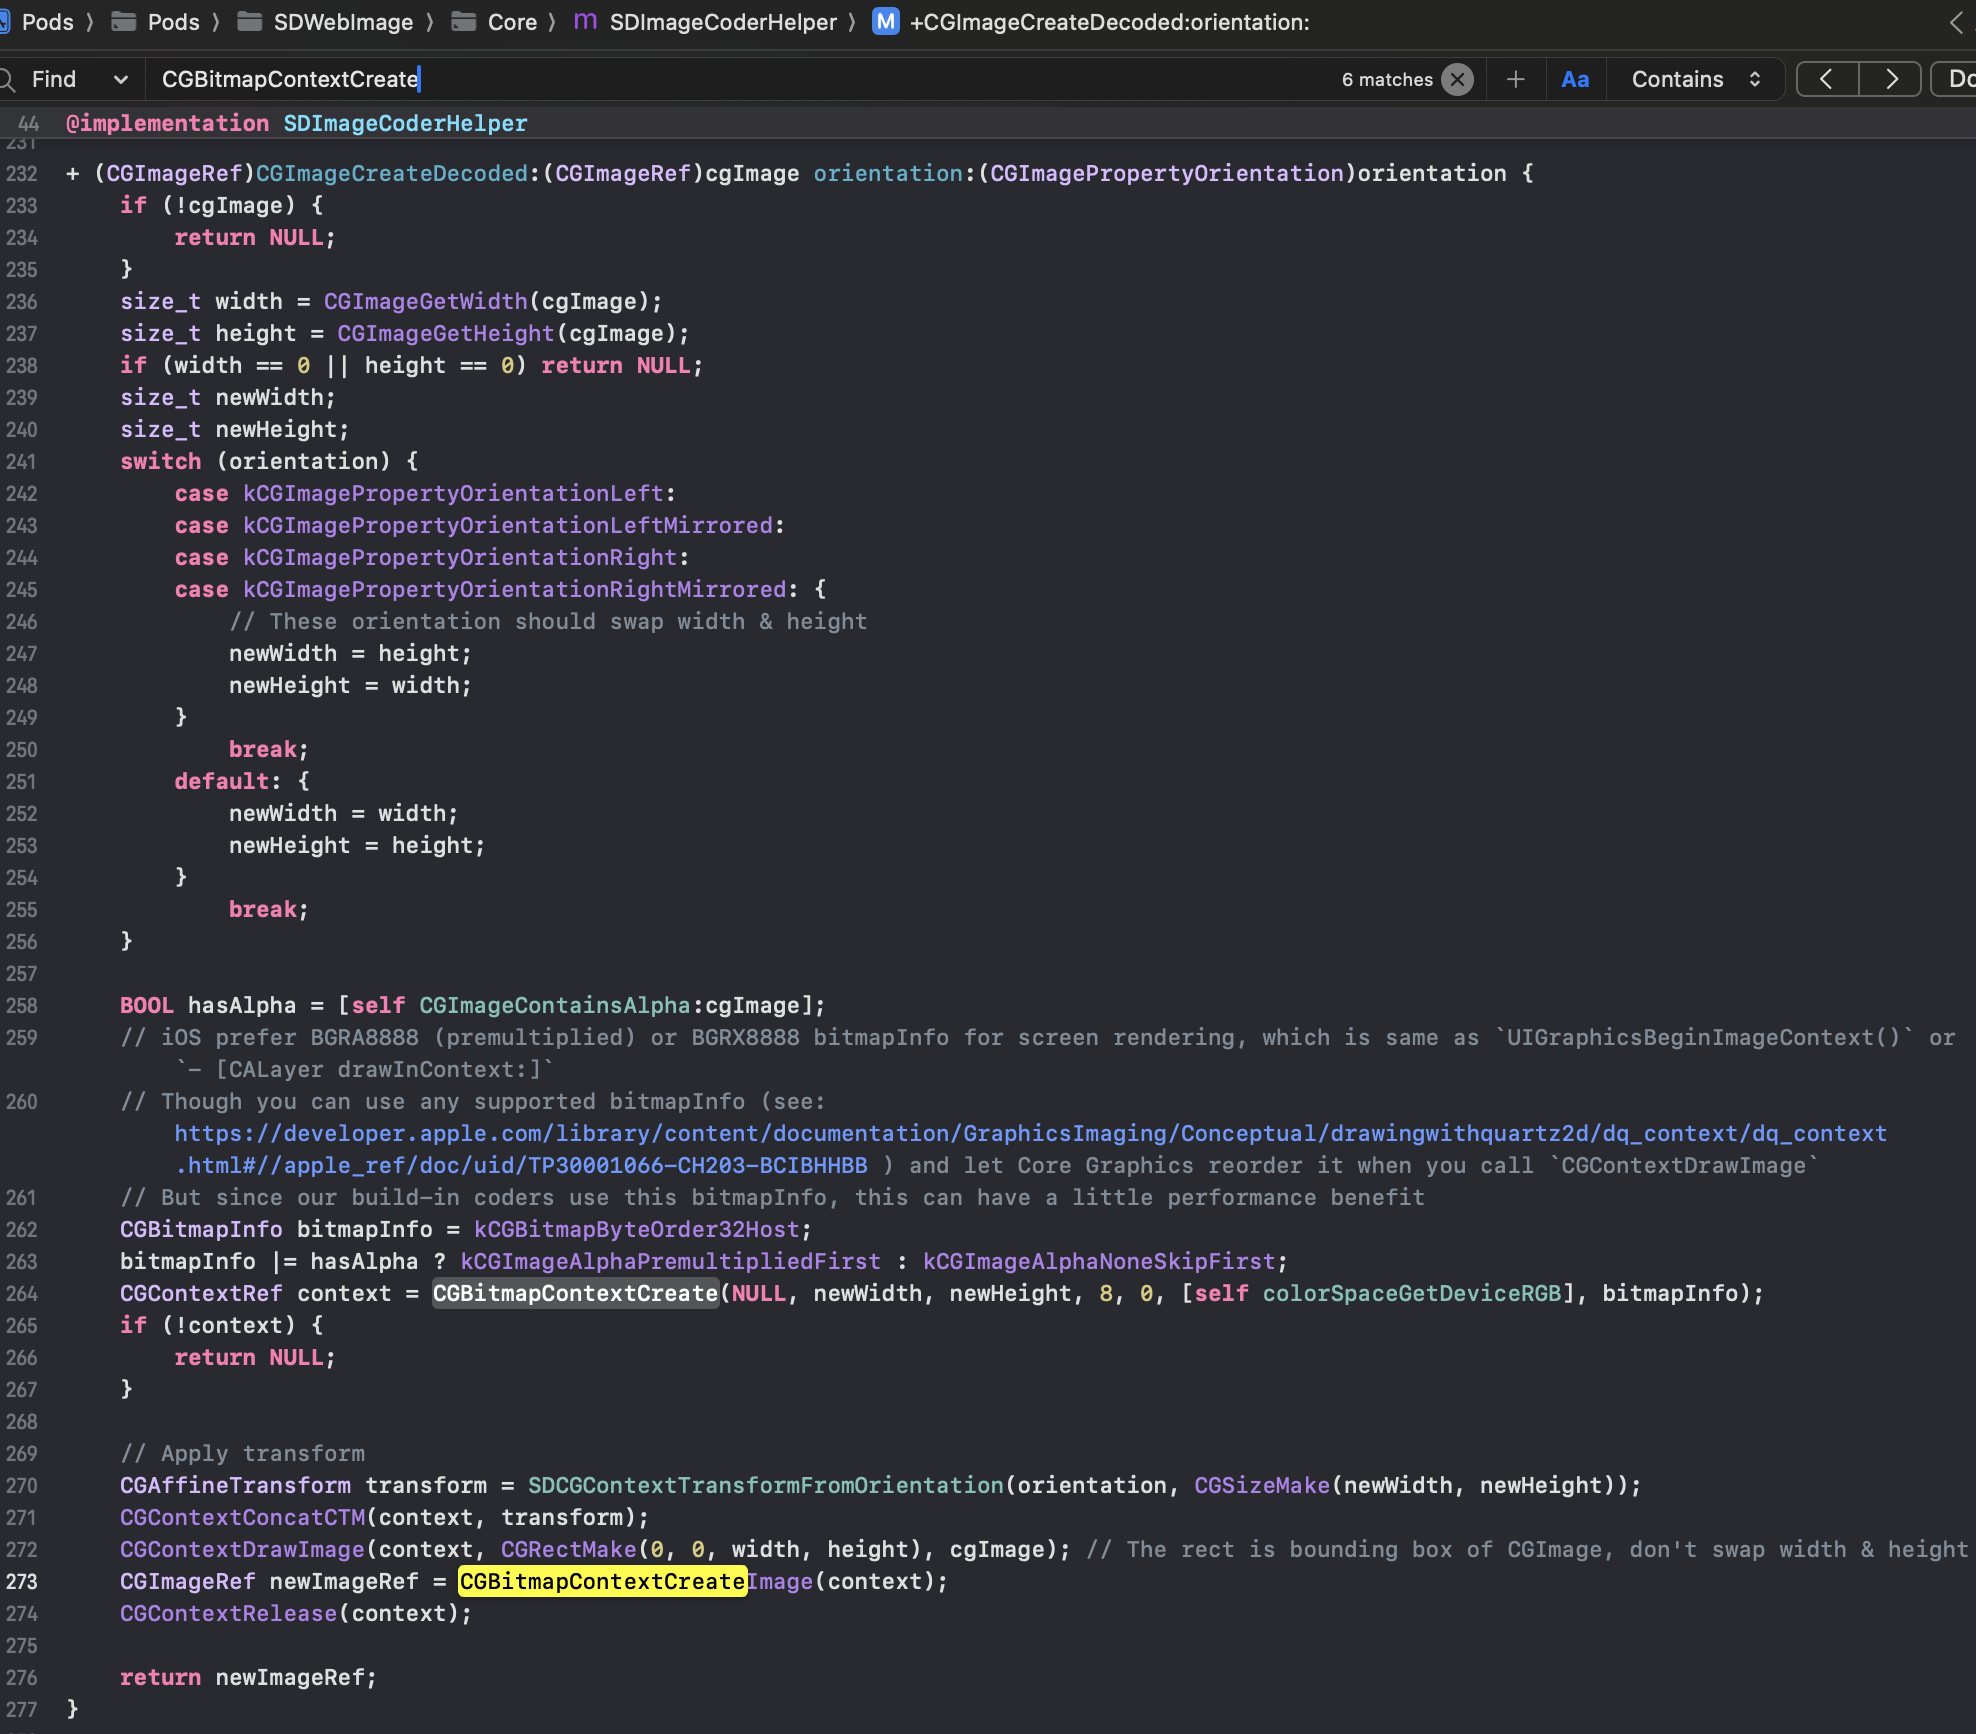 Pods 〉 Pods 〉 SDWebImage 〉 Core 〉 m SDImageCoderHelper 〉 M +CGImageCreateDecoded:orientation:
Find CGBitmapContextCreate 6 matches Aa Contains
44 @implementation SDImageCoderHelper
231
232 + (CGImageRef)CGImageCreateDecoded:(CGImageRef)cgImage orientation:(CGImagePropertyOrientation)orientation {
233 if (!cgImage) {
234 return NULL;
235 }
236 size_t width = CGImageGetWidth(cgImage);
237 size_t height = CGImageGetHeight(cgImage);
238 if (width == 0 || height == 0) return NULL;
239 size_t newWidth;
240 size_t newHeight;
241 switch (orientation) {
242 case kCGImagePropertyOrientationLeft:
243 case kCGImagePropertyOrientationLeftMirrored:
244 case kCGImagePropertyOrientationRight:
245 case kCGImagePropertyOrientationRightMirrored: {
246 // These orientation should swap width & height
247 newWidth = height;
248 newHeight = width;
249 }
250 break;
251 default: {
252 newWidth = width;
253 newHeight = height;
254 }
255 break;
256 }
257
258 BOOL hasAlpha = [self CGImageContainsAlpha:cgImage];
259 // iOS prefer BGRA8888 (premultiplied) or BGRX8888 bitmapInfo for screen rendering, which is same as `UIGraphicsBeginImageContext()` or
`- [CALayer drawInContext:]`
260 // Though you can use any supported bitmapInfo (see:
https://developer.apple.com/library/content/documentation/GraphicsImaging/Conceptual/drawingwithquartz2d/dq_context/dq_context
.html#//apple_ref/doc/uid/TP30001066-CH203-BCIBHHBB ) and let Core Graphics reorder it when you call `CGContextDrawImage`
261 // But since our build-in coders use this bitmapInfo, this can have a little performance benefit
262 CGBitmapInfo bitmapInfo = kCGBitmapByteOrder32Host;
263 bitmapInfo |= hasAlpha ? kCGImageAlphaPremultipliedFirst : kCGImageAlphaNoneSkipFirst;
264 CGContextRef context = CGBitmapContextCreate(NULL, newWidth, newHeight, 8, 0, [self colorSpaceGetDeviceRGB], bitmapInfo);
265 if (!context) {
266 return NULL;
267 }
268
269 // Apply transform
270 CGAffineTransform transform = SDCGContextTransformFromOrientation(orientation, CGSizeMake(newWidth, newHeight));
271 CGContextConcatCTM(context, transform);
272 CGContextDrawImage(context, CGRectMake(0, 0, width, height), cgImage); // The rect is bounding box of CGImage, don't swap width & height
273 CGImageRef newImageRef = CGBitmapContextCreateImage(context);
274 CGContextRelease(context);
275
276 return newImageRef;
277 }